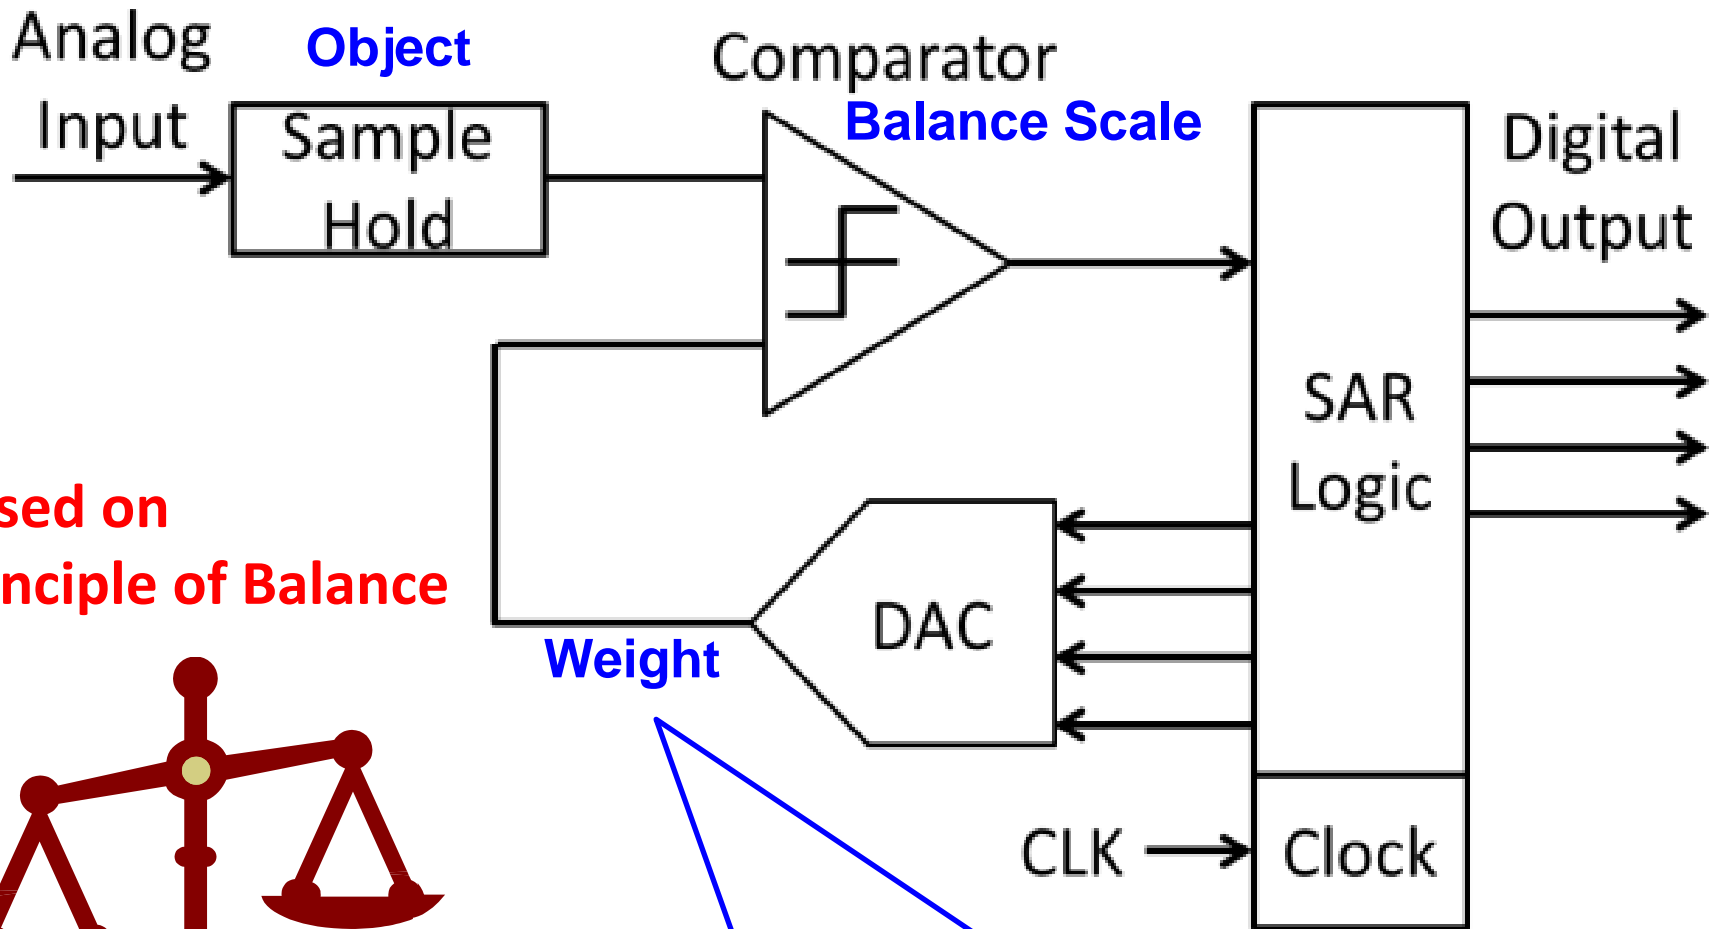 Analog
Input
Object
Sample
Hold
Comparator
Balance Scale
Digital
Output
SAR
Logic
sed on
nciple of Balance
Weight
DAC
CLK
Clock